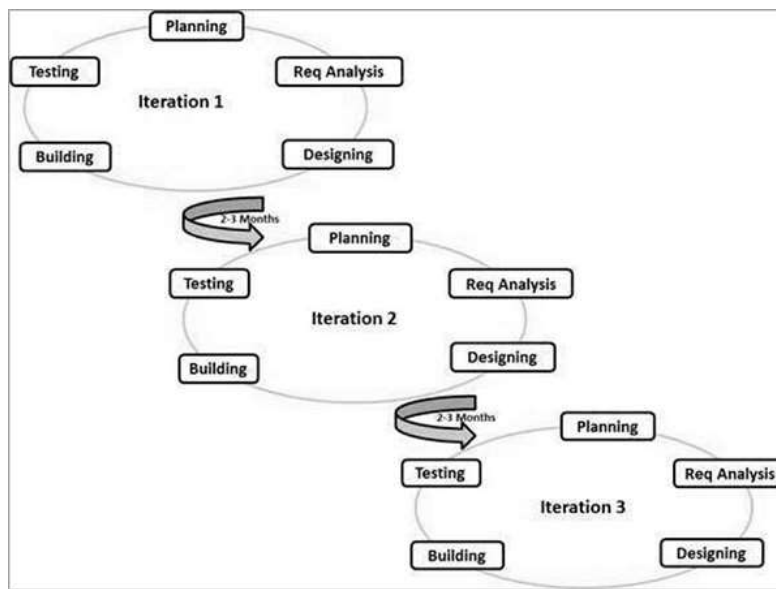 Planning
Testing
Req Analysis
Iteration 1
Building
Designing
2-3 Months
Planning
Testing
Req Analysis
Iteration 2
Designing
Building
2-3 Months
Planning
Testing
Req Analysis
Iteration 3
Building
Designing